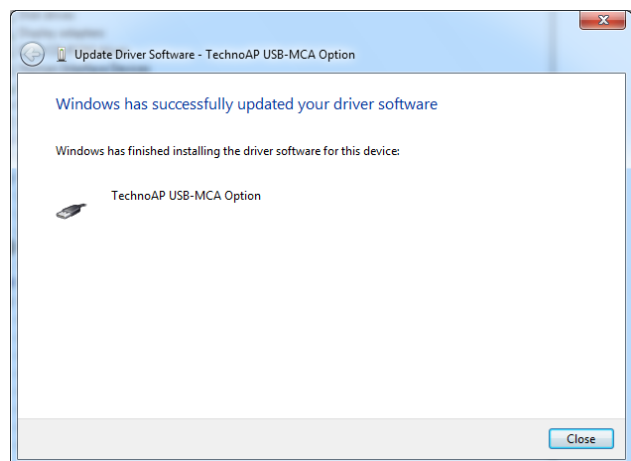 Update Driver Software - TechnoAP USB-MCA Option
Windows has successfully updated your driver software
Windows has finished installing the driver software for this device:
TechnoAP USB-MCA Option
Close